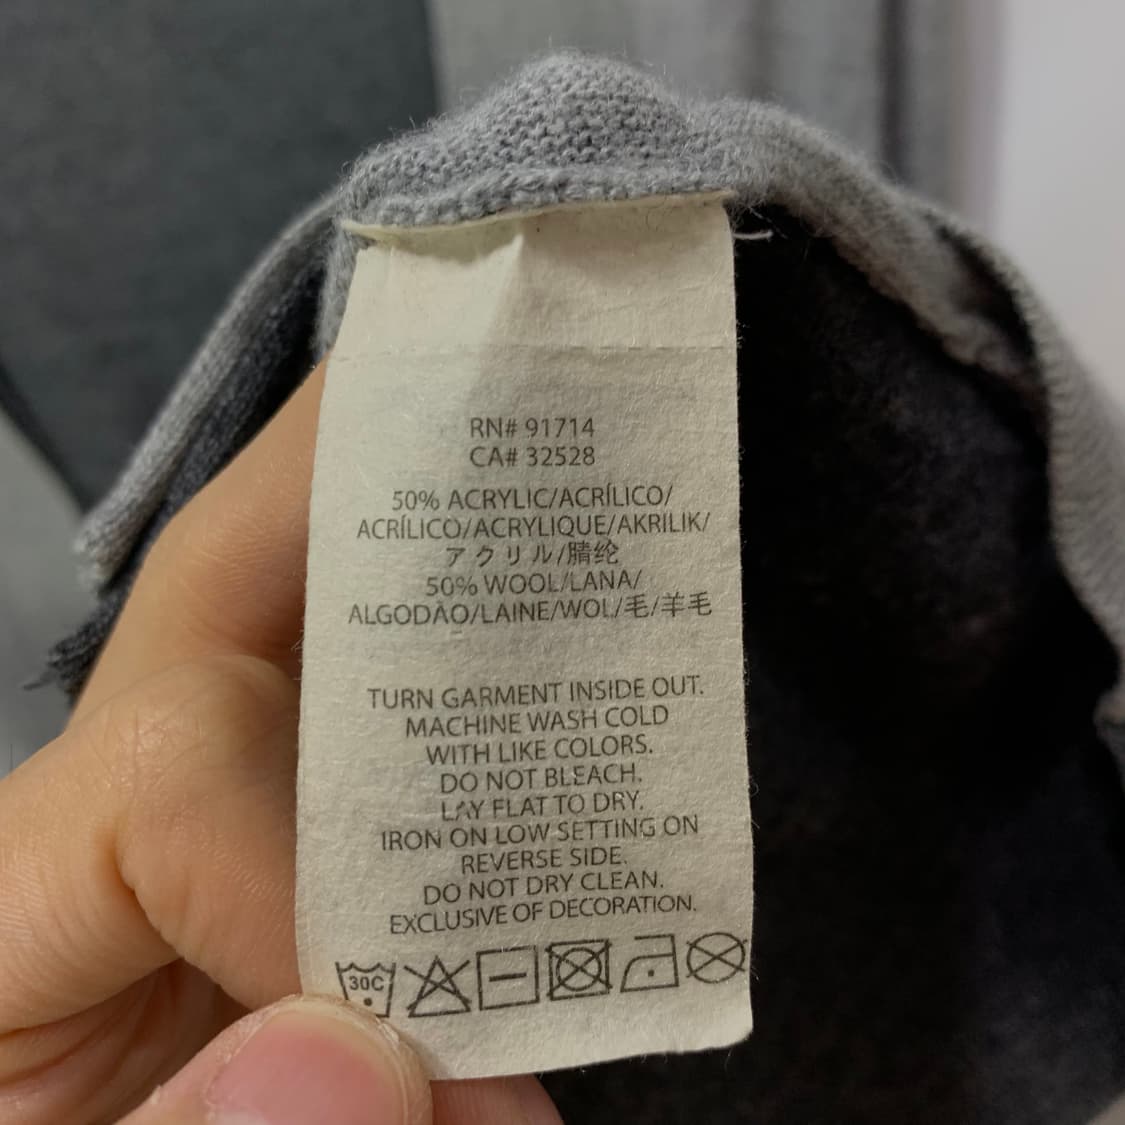 RN# 91714
CA# 32528
50% ACRYLIC/ACRÍLICO/
ACRÍLICO/ACRYLIQUE/AKRILIK/
アクリル/腈纶
50% WOOL/LANA/
ALGODÃO/LAINE/WOL/毛/羊毛
TURN GARMENT INSIDE OUT.
MACHINE WASH COLD
WITH LIKE COLORS.
DO NOT BLEACH.
LAY FLAT TO DRY.
IRON ON LOW SETTING ON
REVERSE SIDE.
DO NOT DRY CLEAN.
EXCLUSIVE OF DECORATION.
30C